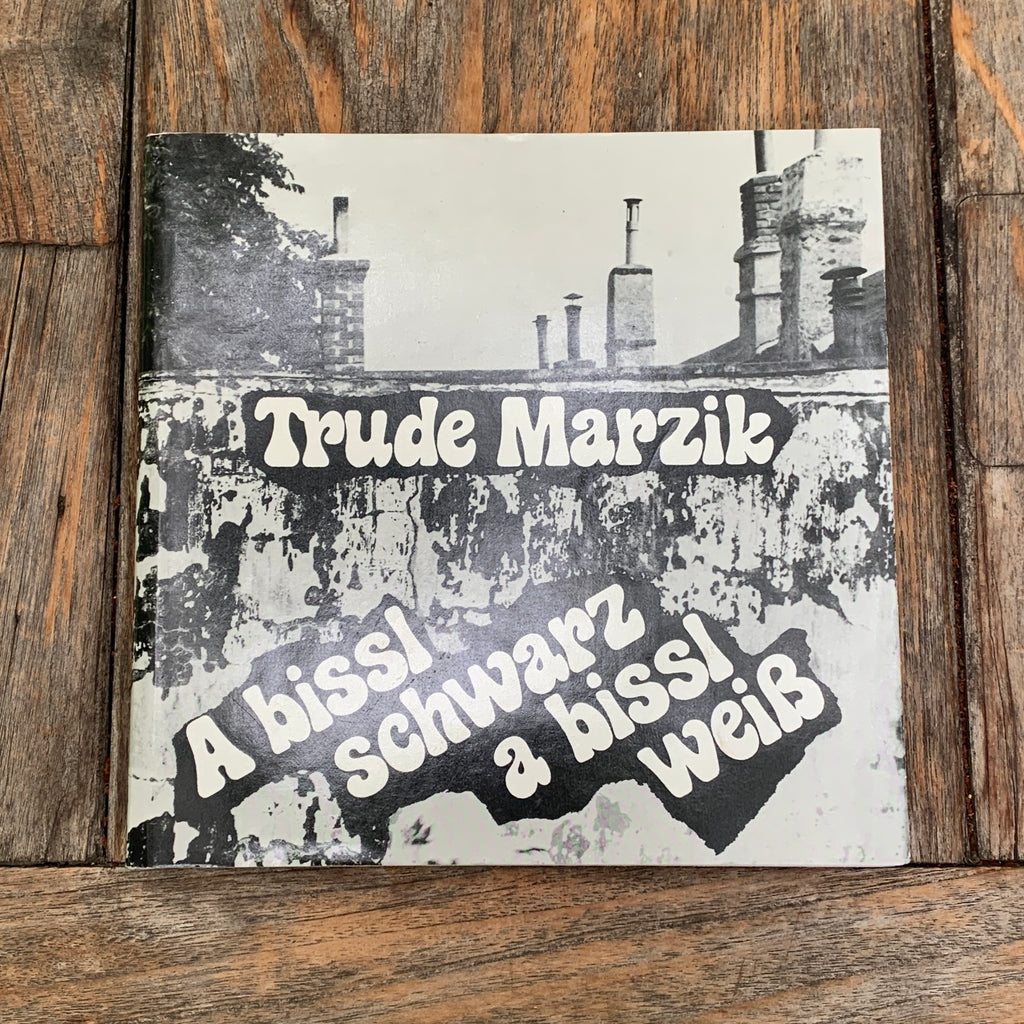 Trude Marzik
A bissl
schwarz
a bissl
weiß